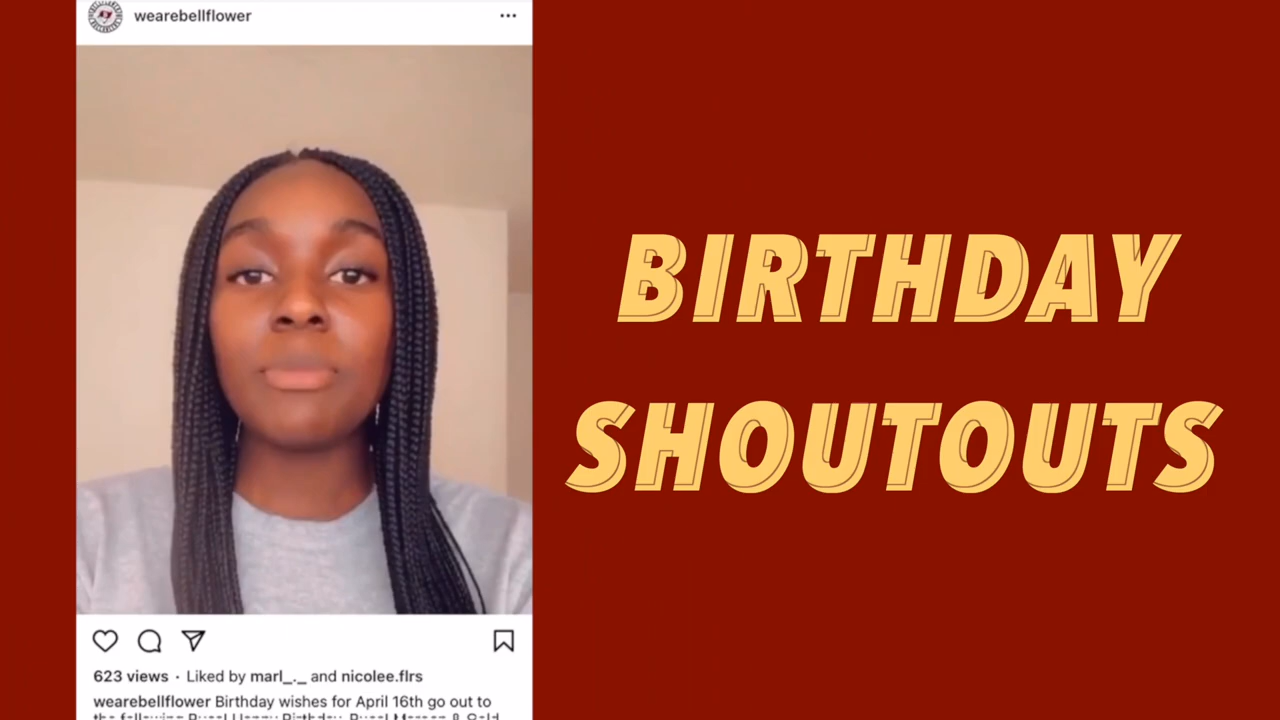 wearebellflower
BIRTHDAY
SHOUTOUTS
623 views · Liked by marl_._ and nicolee.flrs
wearebellflower Birthday wishes for April 16th go out to